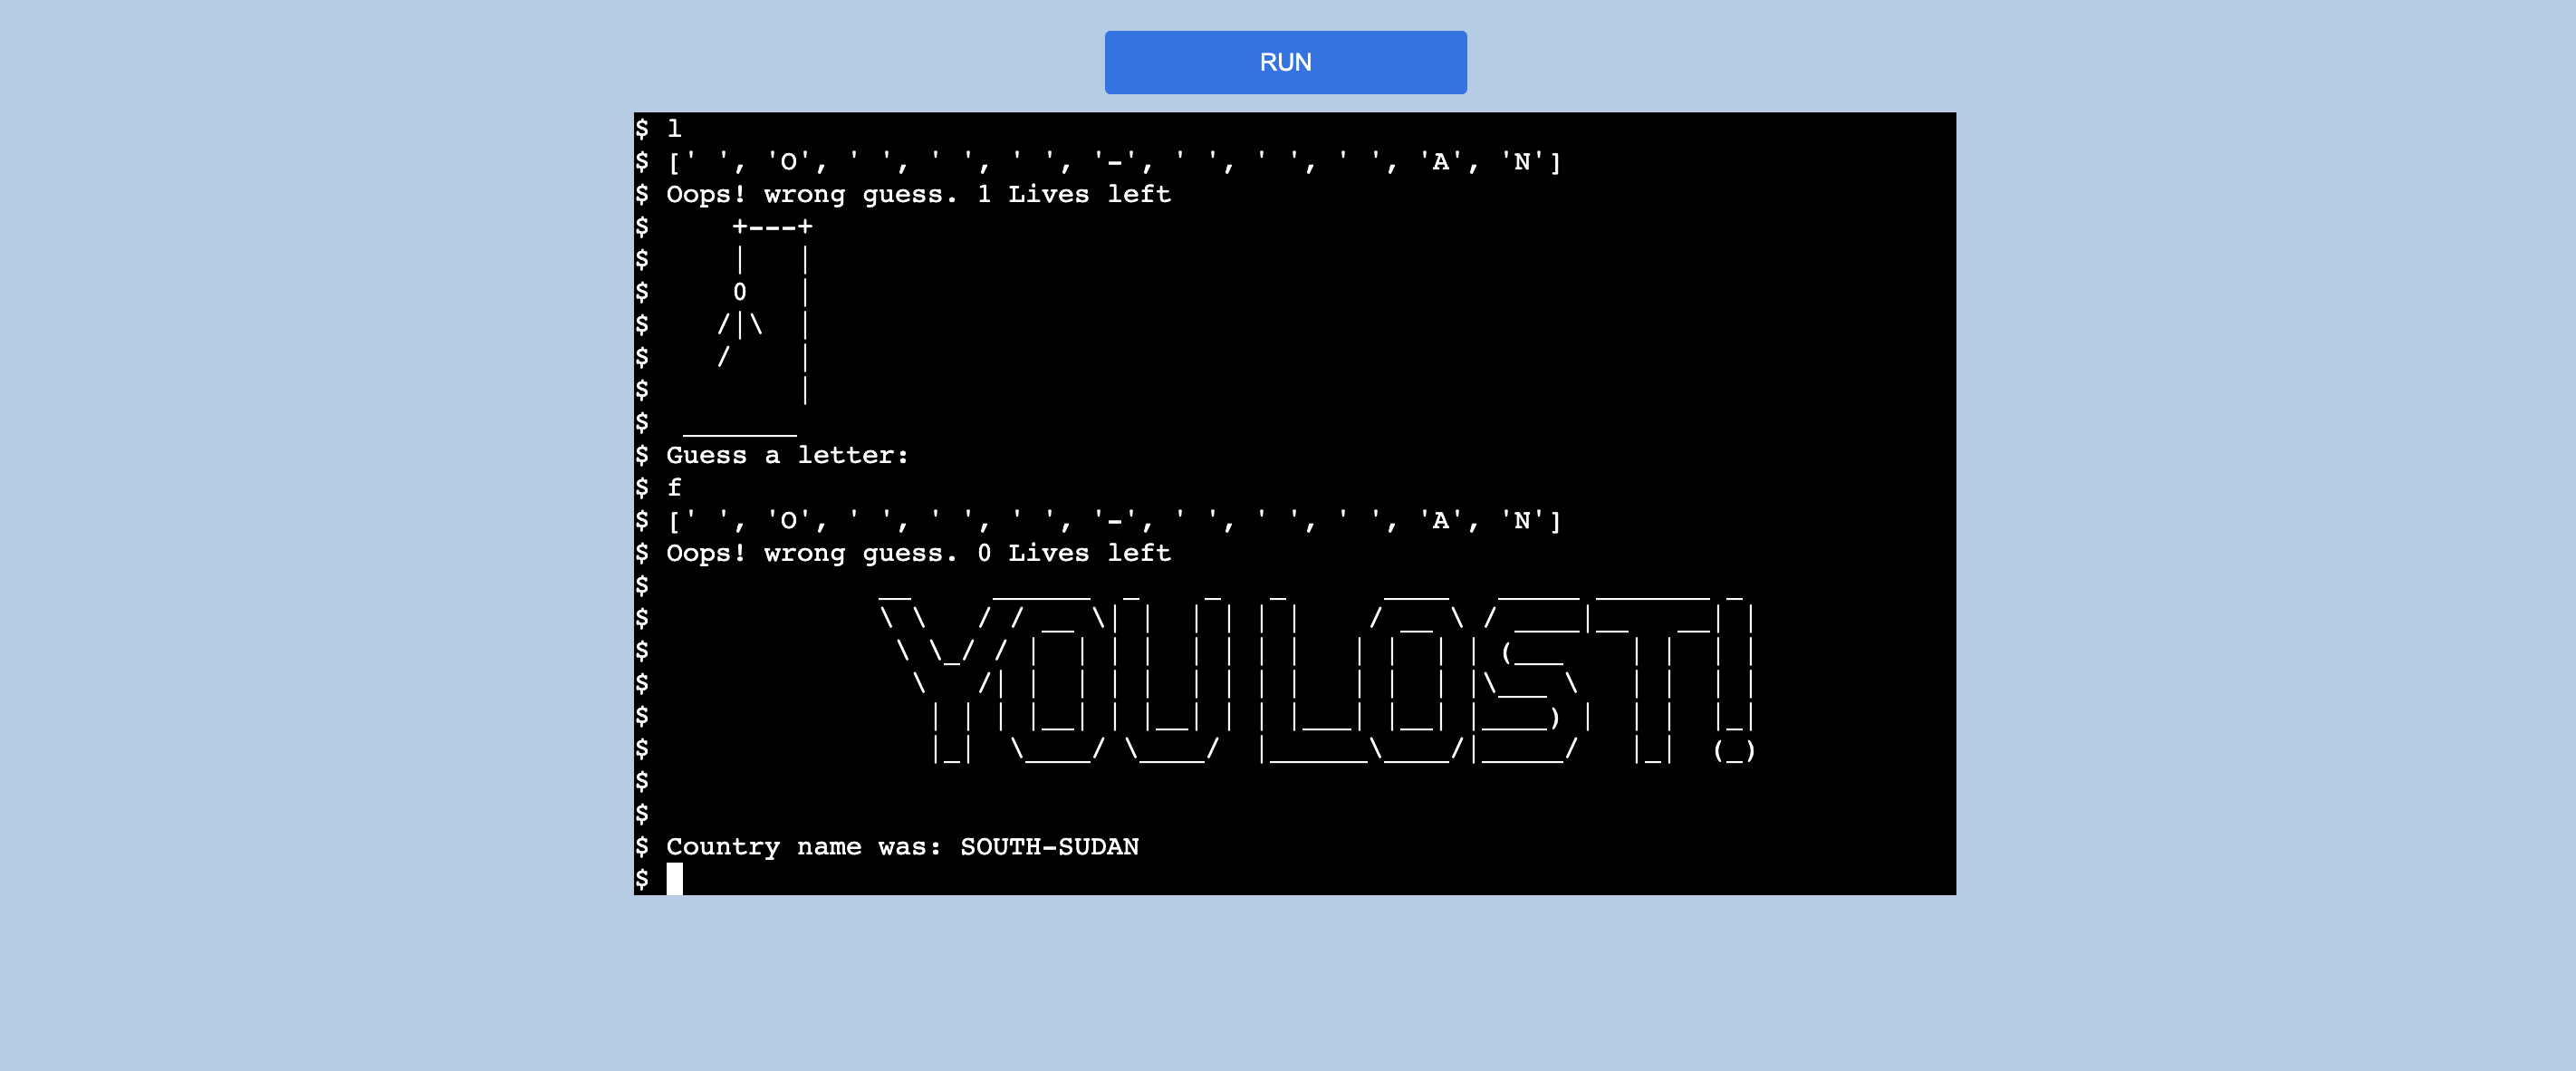 RUN
$ l
$ [' ', 'O', ' ', ' ', ' ', '-', ' ', ' ', ' ', 'A', 'N']
$ Oops! wrong guess. 1 Lives left
$     +---+
$     |   |
$     0   |
$    /|\  |
$    /    |
$         |
$  _______
$ Guess a letter:
$ f
$ [' ', 'O', ' ', ' ', ' ', '-', ' ', ' ', ' ', 'A', 'N']
$ Oops! wrong guess. 0 Lives left
$
$ YOU LOST!
$
$
$
$
$
$
$ Country name was: SOUTH-SUDAN
$